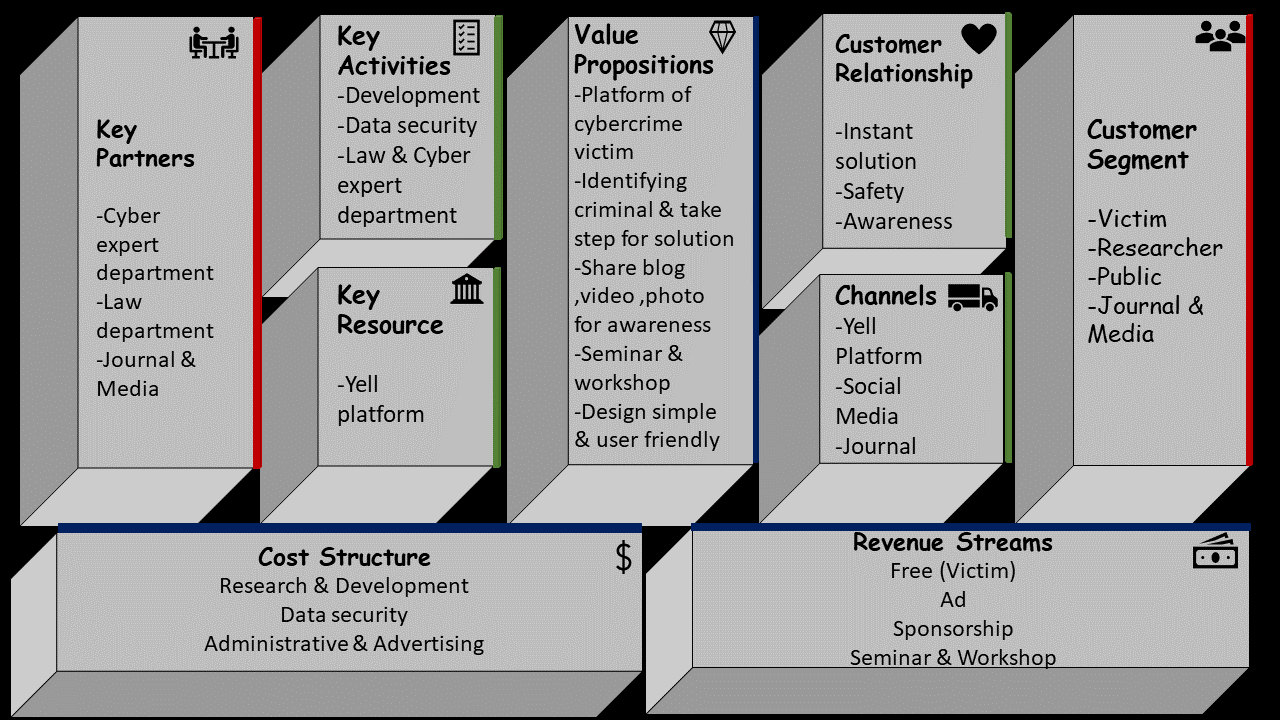 Key
Partners
-Cyber
expert
department
-Law
department
-Journal &
Media
Key
Activities
-Development
-Data security
-Law & Cyber
expert
department
Key
Resource
-Yell
platform
Value
Propositions
-Platform of
cybercrime
victim
-Identifying
criminal & take
step for solution
-Share blog
,video ,photo
for awareness
-Seminar &
workshop
-Design simple
& user friendly
Customer
Relationship
-Instant
solution
-Safety
-Awareness
Channels
-Yell
Platform
-Social
Media
-Journal
Customer
Segment
-Victim
-Researcher
-Public
-Journal &
Media
Cost Structure
Research & Development
Data security
Administrative & Advertising
$
Revenue Streams
Free (Victim)
Ad
Sponsorship
Seminar & Workshop